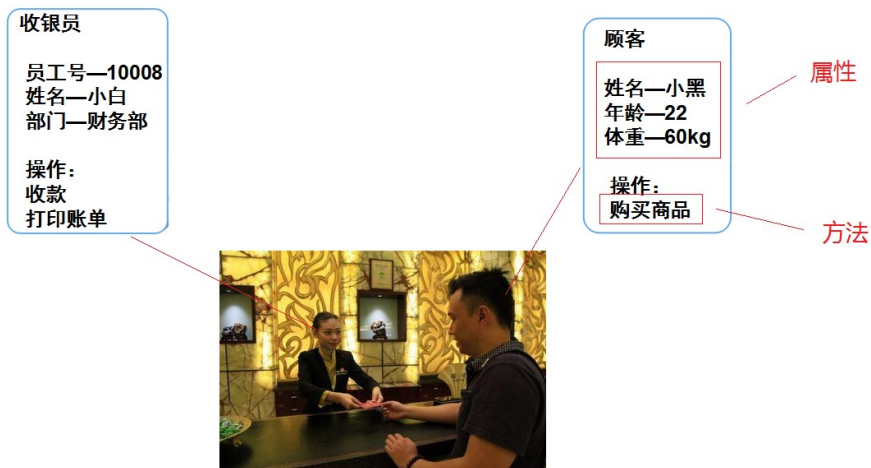 收银员
员工号—10008
姓名—小白
部门—财务部
操作：
收款
打印账单
顾客
姓名—小黑
年龄—22
体重—60kg
操作：
购买商品
属性
方法